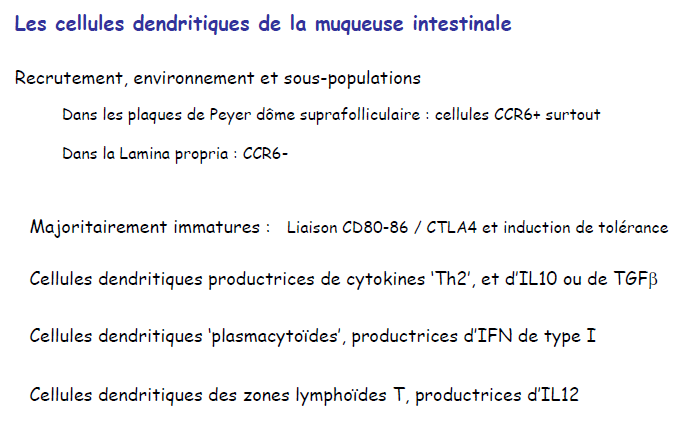 Les cellules dendritiques de la muqueuse intestinale
Recrutement, environnement et sous-populations
Dans les plaques de Peyer dôme suprafolliculaire : cellules CCR6+ surtout
Dans la Lamina propria : CCR6-
Majoritairement immatures : Liaison CD80-86 / CTLA4 et induction de tolérance
Cellules dendritiques productrices de cytokines ‘Th2’, et d’IL10 ou de TGFβ
Cellules dendritiques ‘plasmacytoïdes’, productrices d’IFN de type I
Cellules dendritiques des zones lymphoïdes T, productrices d’IL12